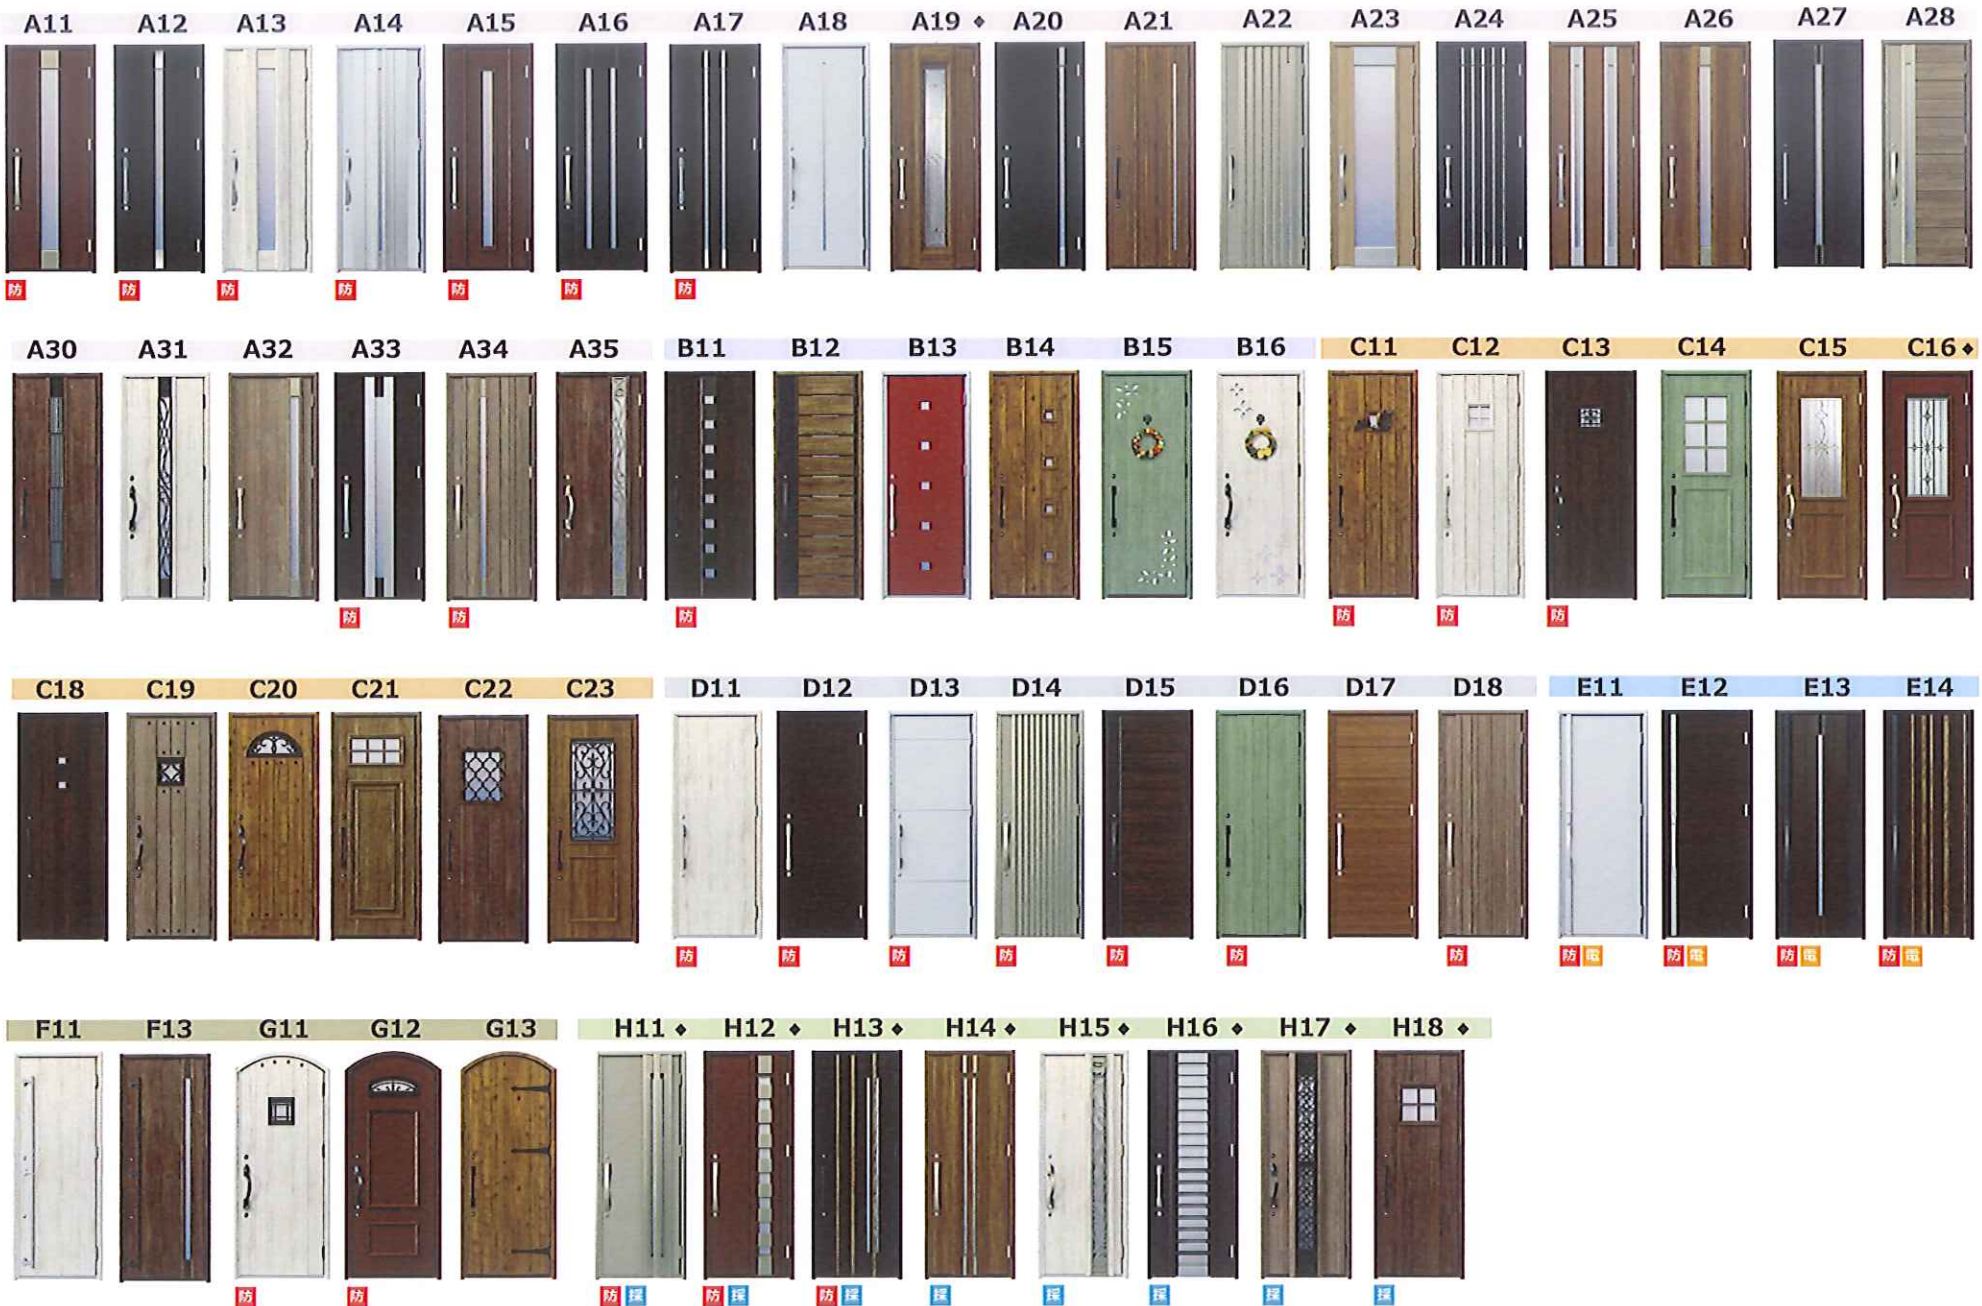 A11 A12 A13 A14 A15 A16 A17 A18 A19 ◆ A20 A21 A22 A23 A24 A25 A26 A27 A28
防 防 防 防 防 防 防
A30 A31 A32 A33 A34 A35 B11 B12 B13 B14 B15 B16 C11 C12 C13 C14 C15 C16 ◆
防 防 防 防 防 防
C18 C19 C20 C21 C22 C23 D11 D12 D13 D14 D15 D16 D17 D18 E11 E12 E13 E14
防 防 防 防 防 防 防 防 電 防 電 防 電 防 電
F11 F13 G11 G12 G13 H11 ◆ H12 ◆ H13 ◆ H14 ◆ H15 ◆ H16 ◆ H17 ◆ H18 ◆
防 防 防 採 防 採 防 採 採 採 採 採 採